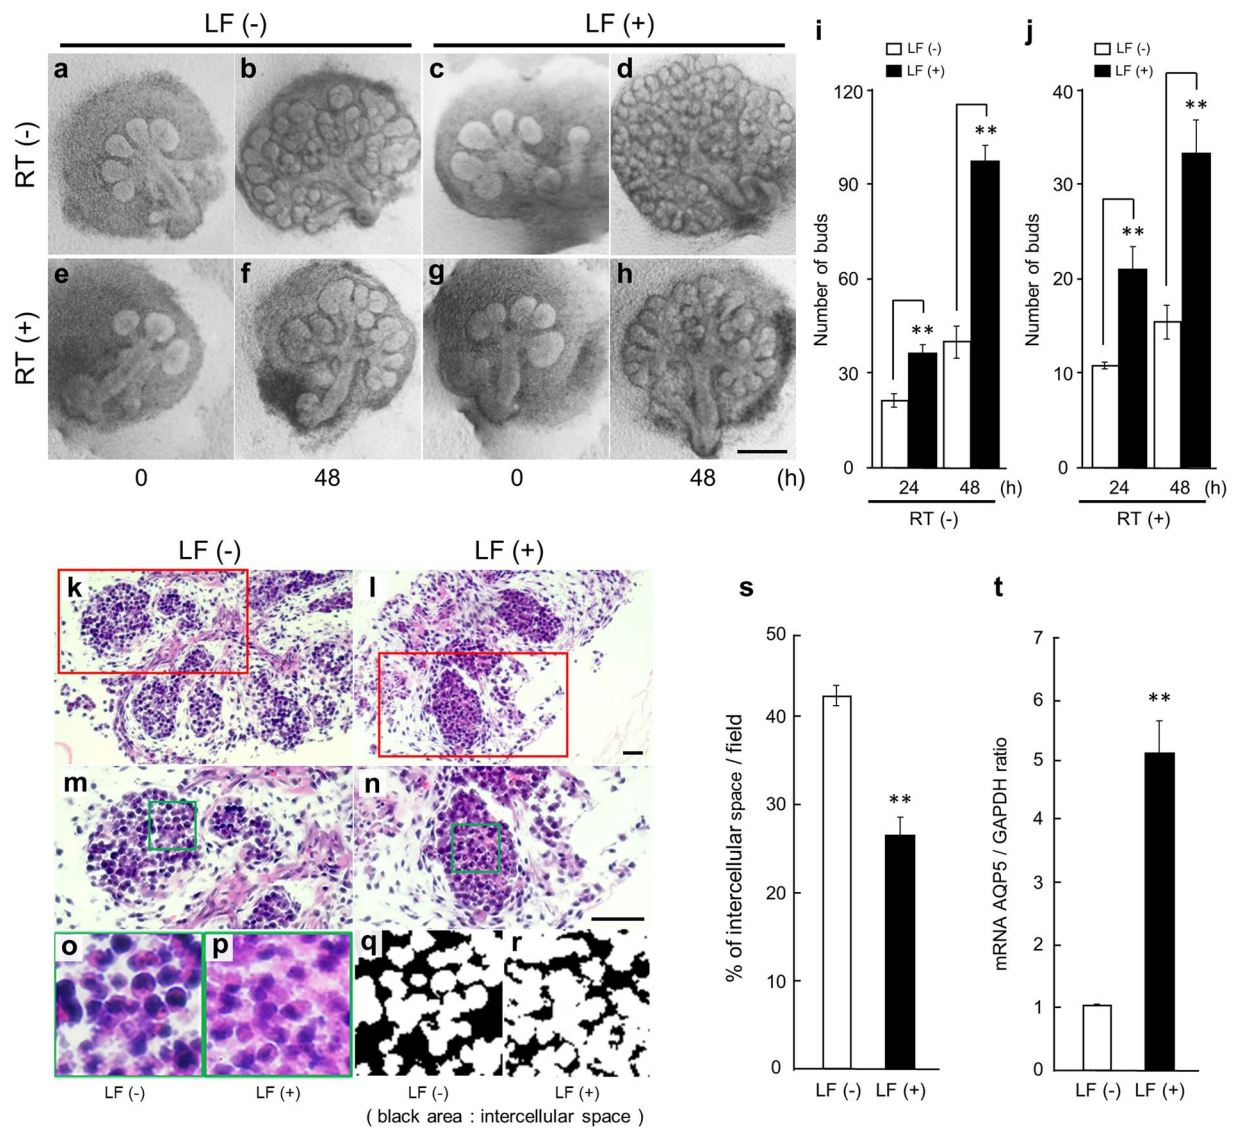 LF (-)
LF (+)
RT (-)
a
b
c
d
RT (+)
e
f
g
h
0
48
0
48
(h)
i
LF (-)
LF (+)
120
90
60
30
0
Number of buds
**
**
24
48
(h)
RT (-)
j
LF (-)
LF (+)
40
30
20
10
0
Number of buds
**
**
24
48
(h)
RT (+)
LF (-)
LF (+)
k
l
m
n
o
p
q
r
LF (-)
LF (+)
LF (-)
LF (+)
( black area : intercellular space )
s
50
40
30
20
10
0
% of intercellular space / field
**
LF (-)
LF (+)
t
7
6
5
4
3
2
1
0
mRNA AQP5 / GAPDH ratio
**
LF (-)
LF (+)